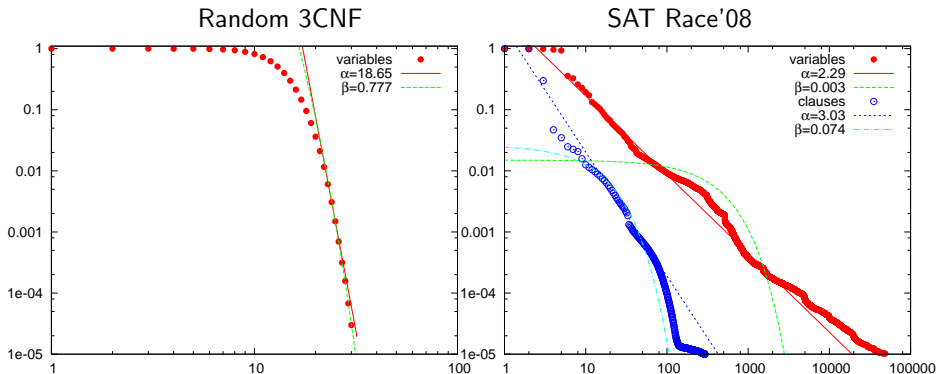 Random 3CNF
1
0.1
0.01
0.001
1e-04
1e-05
1
10
100
variables
α=18.65
β=0.777
SAT Race'08
1
0.1
0.01
0.001
1e-04
1e-05
1
10
100
1000
10000
100000
variables
α=2.29
β=0.003
clauses
α=3.03
β=0.074